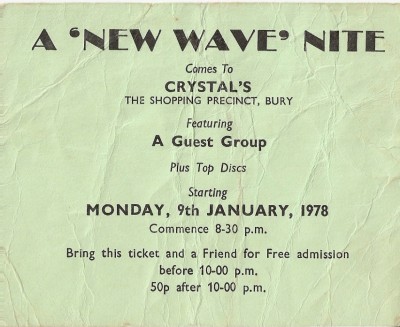 A ‘NEW WAVE’ NITE
Comes To
CRYSTAL'S
THE SHOPPING PRECINCT, BURY
Featuring
A Guest Group
Plus Top Discs
Starting
MONDAY, 9th JANUARY, 1978
Commence 8-30 p.m.
Bring this ticket and a Friend for Free admission
before 10-00 p.m.
50p after 10-00 p.m.